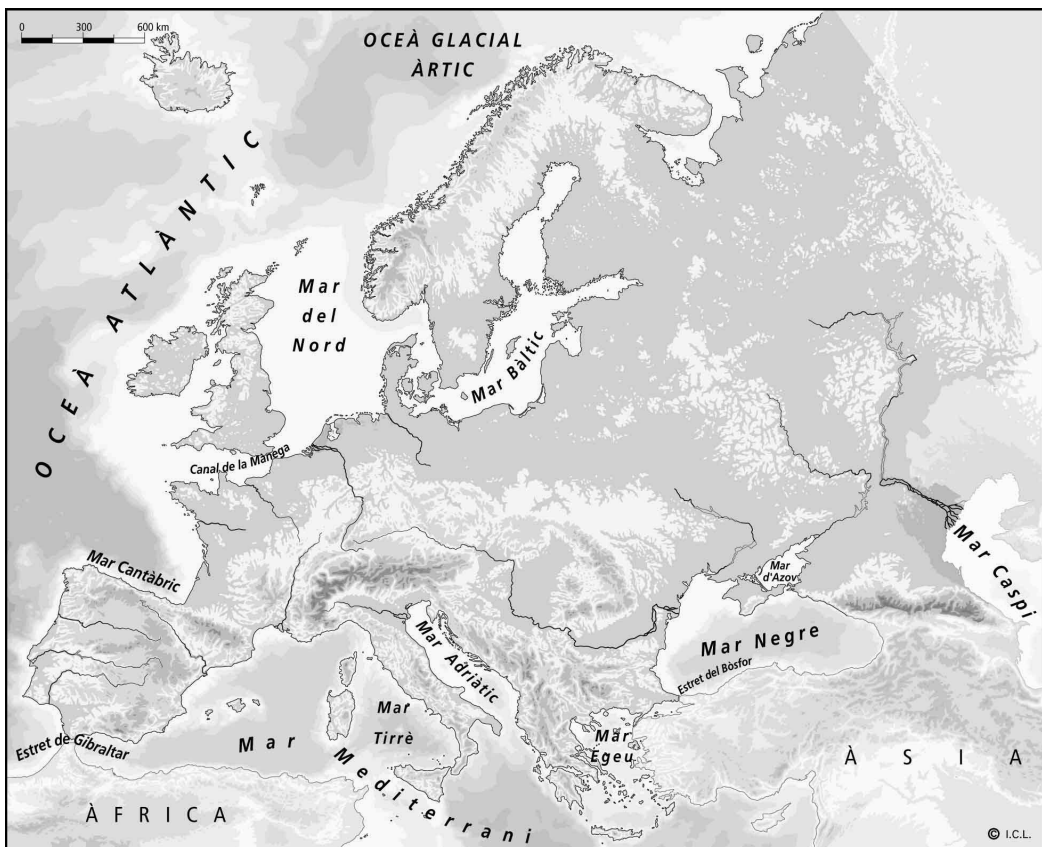 0 300 600 km
OCEÀ GLACIAL
ÀRTIC
OCEÀ ATLÀNTIC
Mar
del
Nord
Mar Bàltic
Canal de la Mànega
Mar Cantàbric
Mar Caspi
Mar
d'Azov
Mar Negre
Estret del Bòsfor
Mar Adriàtic
Mar
Tirrè
Mar
Egeu
Estret de Gibraltar
Mar Mediterrani
ÀSIA
ÀFRICA
© I.C.L.